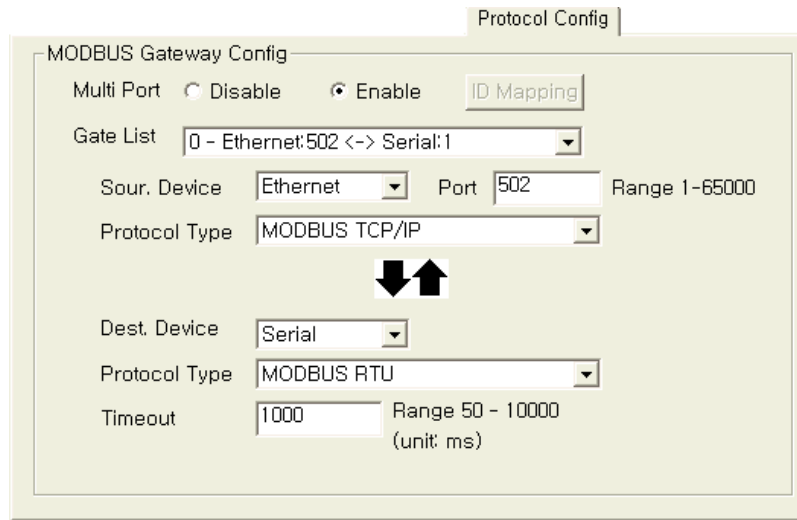 Protocol Config
MODBUS Gateway Config
Multi Port Disable Enable ID Mapping
Gate List 0 - Ethernet:502 <-> Serial:1
Sour. Device Ethernet Port 502 Range 1-65000
Protocol Type MODBUS TCP/IP
Dest. Device Serial
Protocol Type MODBUS RTU
Timeout 1000 Range 50 - 10000
(unit: ms)